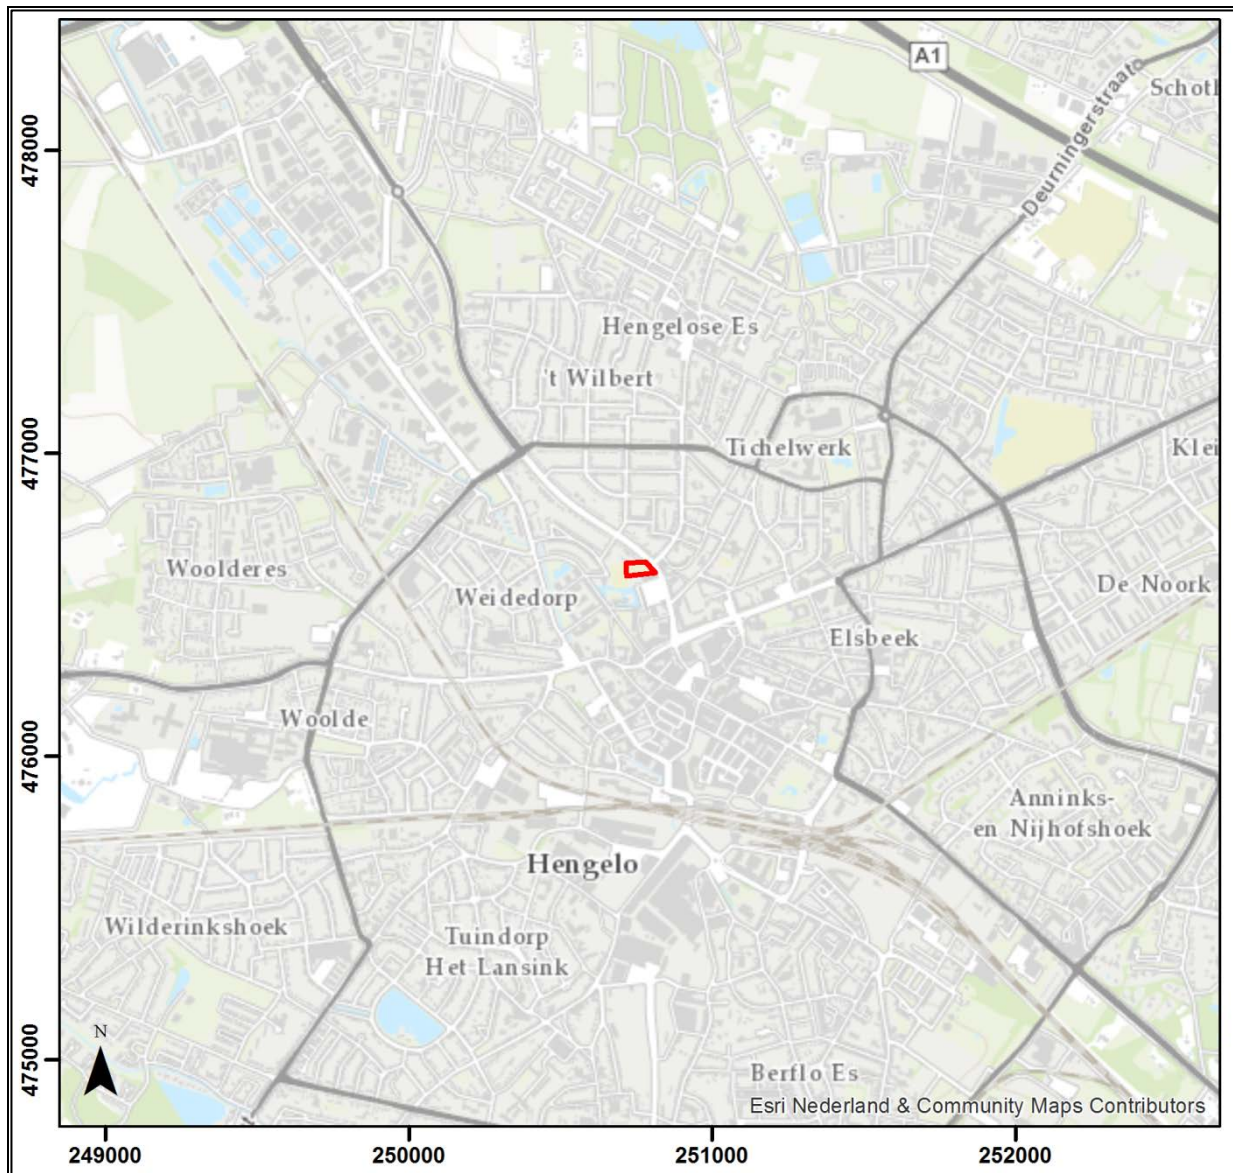 A1
Deurningerstraat
Schotl
478000
Hengelose Es
't Wilbert
477000
Tichelwerk
Klei
Woolderes
Weidedorp
De Noork
Elsbeek
Woolde
476000
Anninks-
en Nijhofshoek
Hengelo
Wilderinkshoek
Tuindorp
Het Lansink
N
475000
Berflo Es
Esri Nederland & Community Maps Contributors
249000
250000
251000
252000